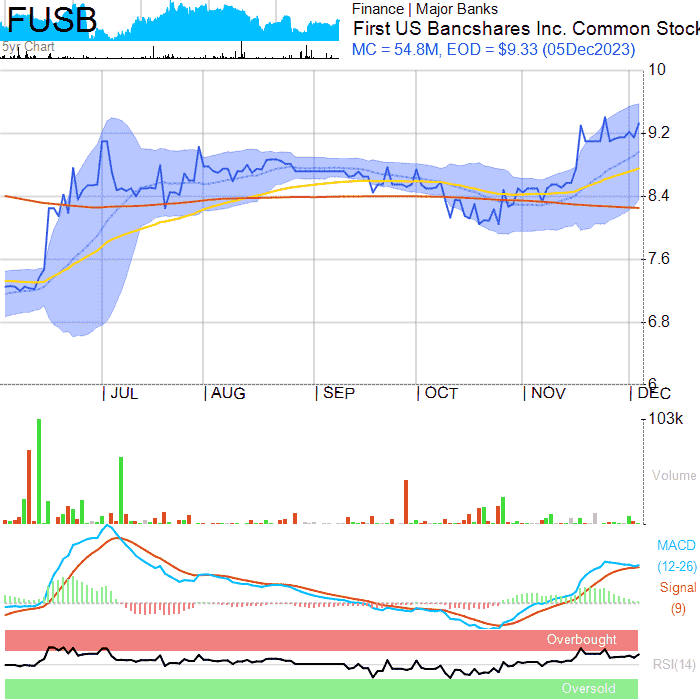 FUSB
5yr Chart
Finance | Major Banks
First US Bancshares Inc. Common Stock
MC = 54.8M, EOD = $9.33 (05Dec2023)
10
9.2
8.4
7.6
6.8
6
| JUL | AUG | SEP | OCT | NOV | DEC
103k
Volume
MACD
(12-26)
Signal
(9)
Overbought
RSI(14)
Oversold